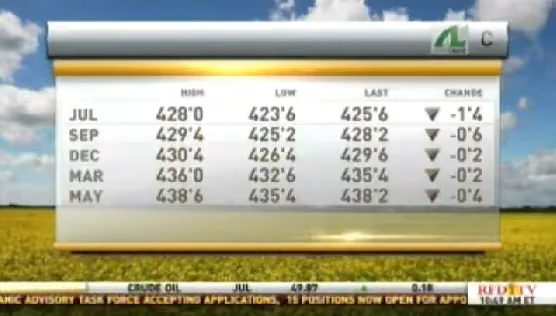 C
HIGH LOW LAST CHANGE
JUL 428'0 423'6 425'6 ▼ -1'4
SEP 429'4 425'2 428'2 ▼ -0'6
DEC 430'4 426'4 429'6 ▼ -0'2
MAR 436'0 432'6 435'4 ▼ -0'2
MAY 438'6 435'4 438'2 ▼ -0'4
CRUDE OIL JUL 49.87 ▲ 0.18
ANIC ADVISORY TASK FORCE ACCEPTING APPLICATIONS, 15 POSITIONS NOW OPEN FOR APPO
RFD TV
10:49 AM ET